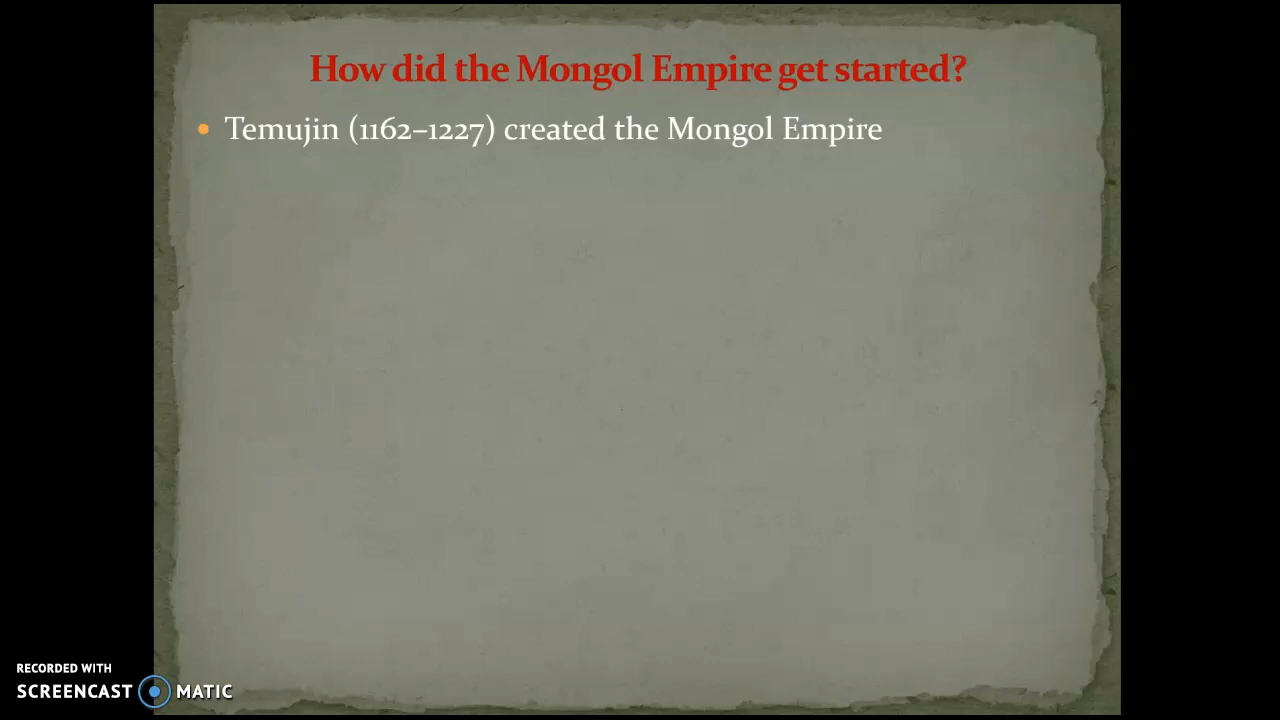 How did the Mongol Empire get started?
• Temujin (1162–1227) created the Mongol Empire
RECORDED WITH
SCREENCAST MATIC